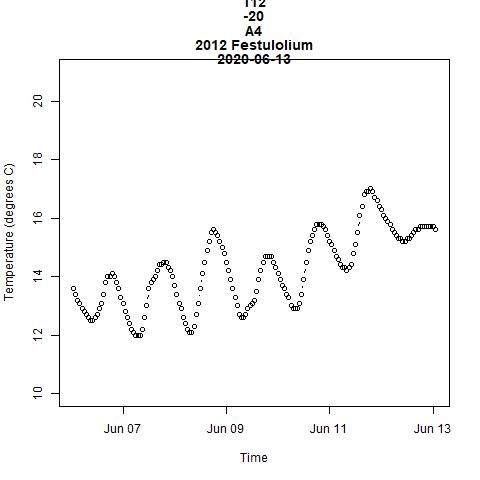 T12
-20
A4
2012 Festulolium
2020-06-13
Temperature (degrees C)
20
18
16
14
12
10
Jun 07
Jun 09
Jun 11
Jun 13
Time